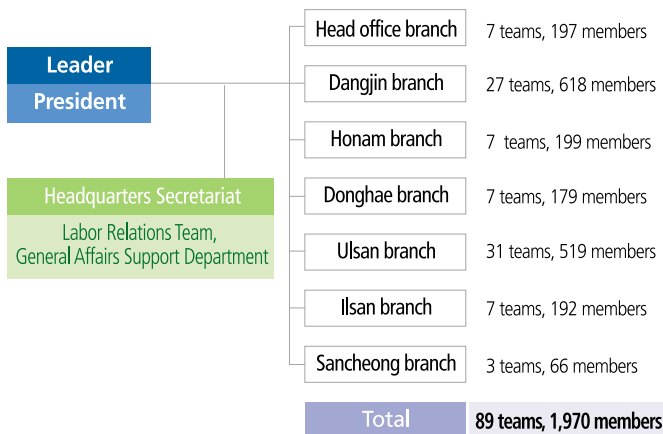 Leader
President
Headquarters Secretariat
Labor Relations Team,
General Affairs Support Department
Head office branch 7 teams, 197 members
Dangjin branch 27 teams, 618 members
Honam branch 7 teams, 199 members
Donghae branch 7 teams, 179 members
Ulsan branch 31 teams, 519 members
Ilsan branch 7 teams, 192 members
Sancheong branch 3 teams, 66 members
Total 89 teams, 1,970 members